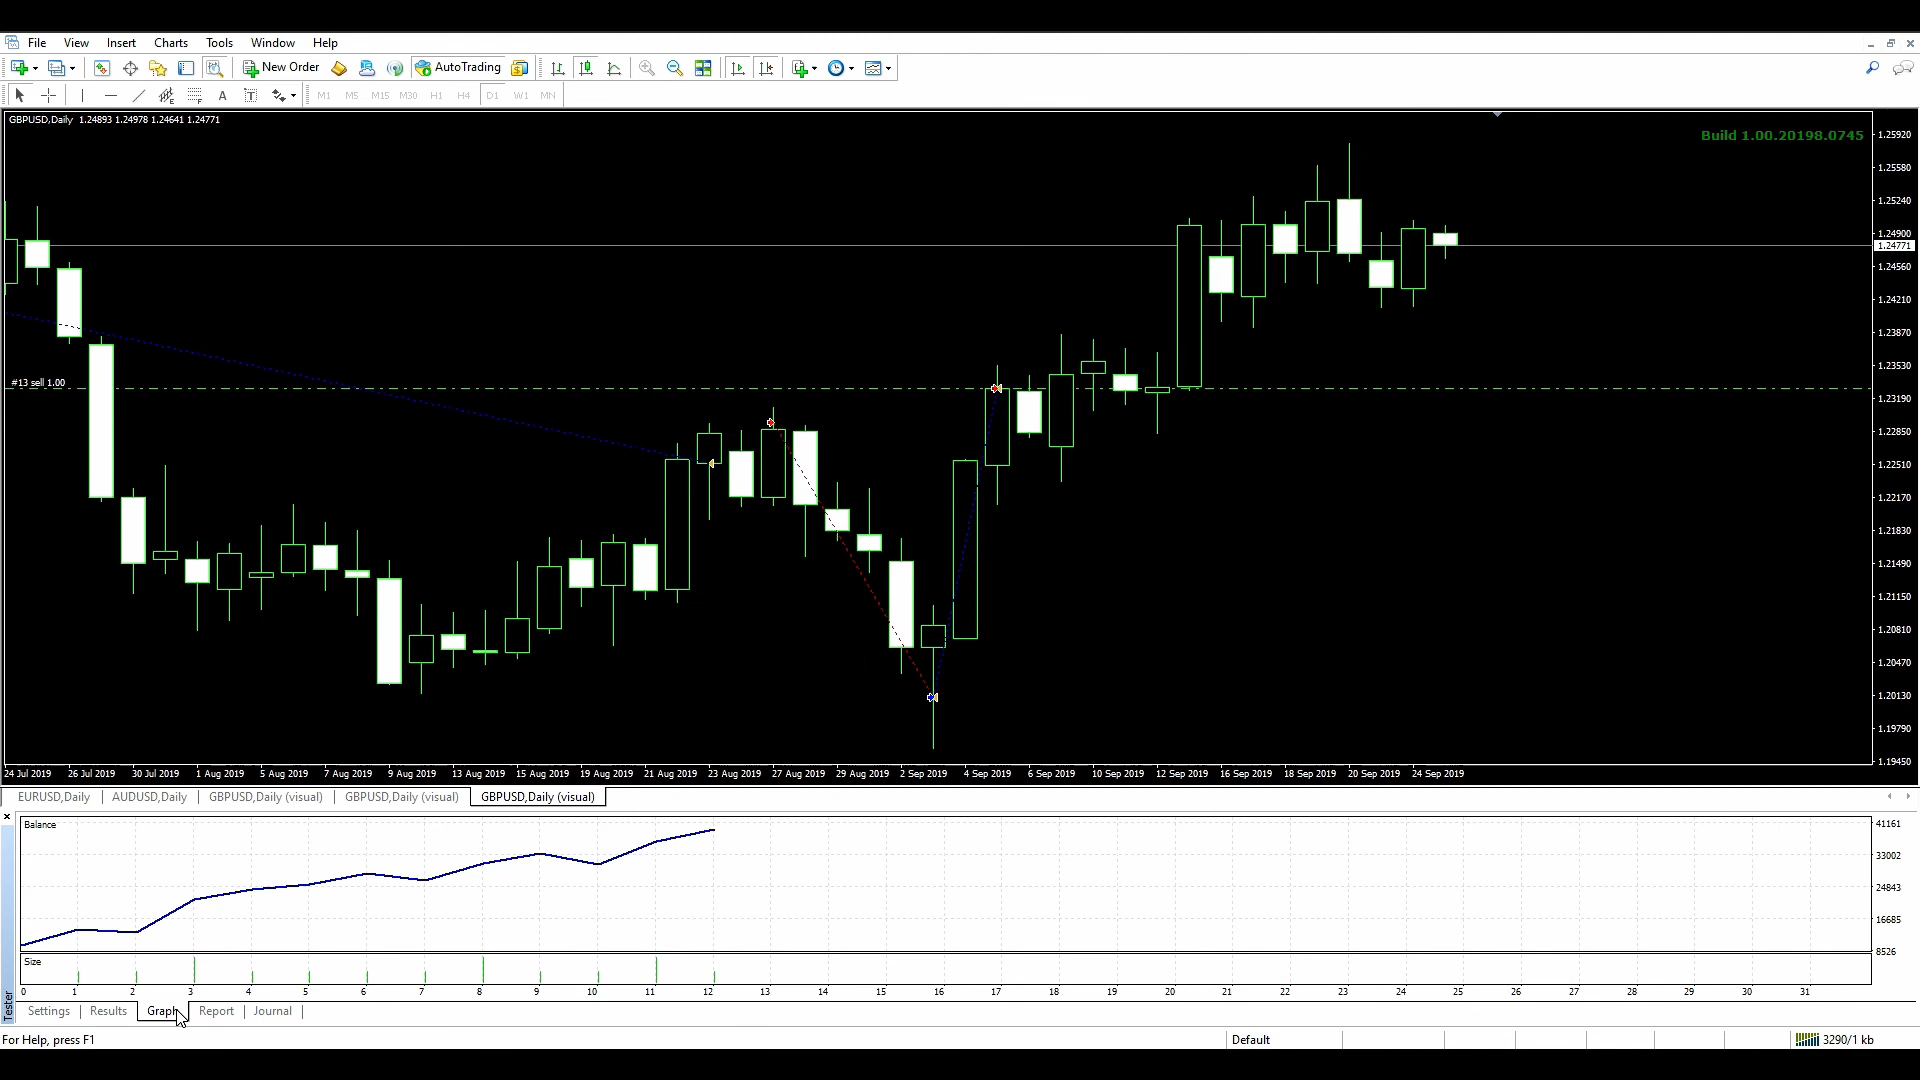 File View Insert Charts Tools Window Help
New Order AutoTrading
A T M1 M5 M15 M30 H1 H4 D1 W1 MN
GBPUSD,Daily 1.24893 1.24978 1.24641 1.24771
Build 1.00.20198.0745
1.25920
1.25580
1.25240
1.24900
1.24771
1.24560
1.24210
1.23870
1.23530
#13 sell 1.00
1.23190
1.22850
1.22510
1.22170
1.21830
1.21490
1.21150
1.20810
1.20470
1.20130
1.19790
1.19450
24 Jul 2019 26 Jul 2019 30 Jul 2019 1 Aug 2019 5 Aug 2019 7 Aug 2019 9 Aug 2019 13 Aug 2019 15 Aug 2019 19 Aug 2019 21 Aug 2019 23 Aug 2019 27 Aug 2019 29 Aug 2019 2 Sep 2019 4 Sep 2019 6 Sep 2019 10 Sep 2019 12 Sep 2019 16 Sep 2019 18 Sep 2019 20 Sep 2019 24 Sep 2019
EURUSD,Daily AUDUSD,Daily GBPUSD,Daily (visual) GBPUSD,Daily (visual) GBPUSD,Daily (visual)
Balance
41161
33002
24843
16685
8526
Size
0 1 2 3 4 5 6 7 8 9 10 11 12 13 14 15 16 17 18 19 20 21 22 23 24 25 26 27 28 29 30 31
Tester
Settings Results Graph Report Journal
For Help, press F1 Default 3290/1 kb